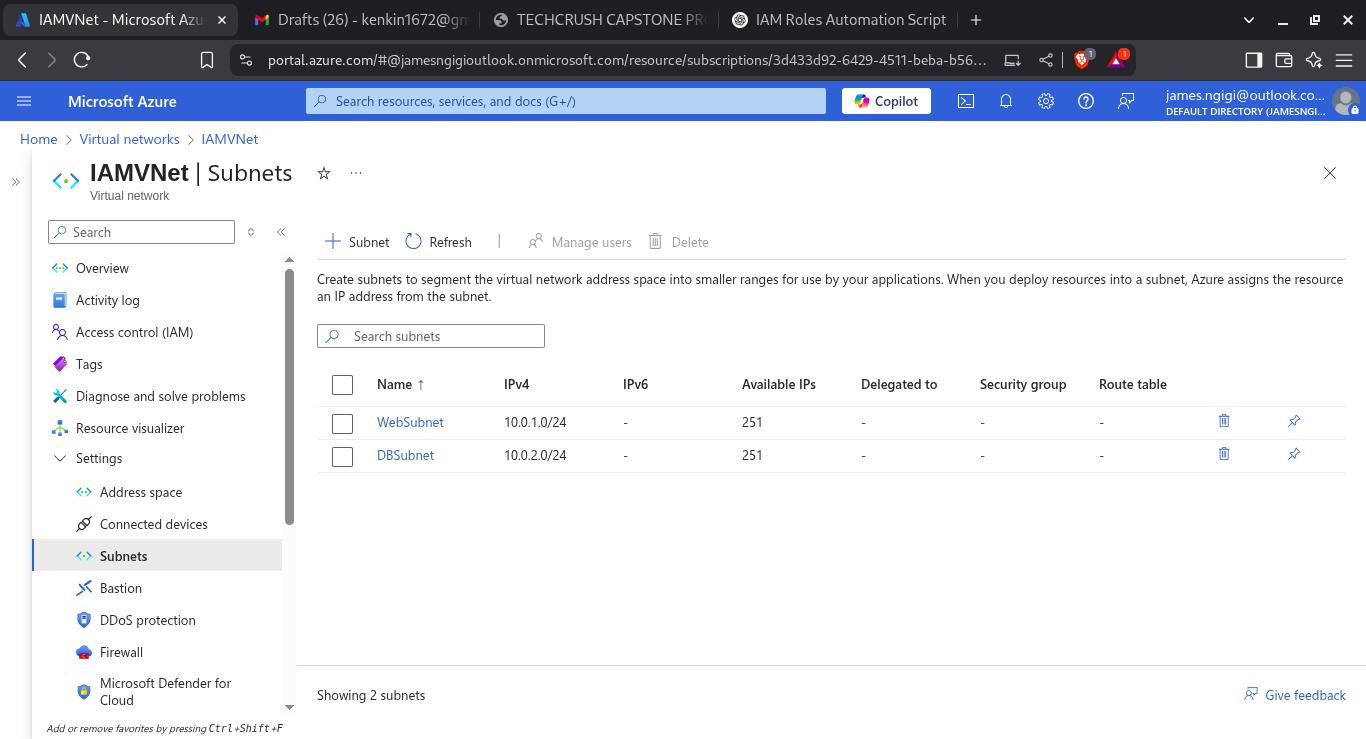 IAMVNet - Microsoft Azu
Drafts (26) - kenkin1672@gm
TECHCRUSH CAPSTONE PRO
IAM Roles Automation Script
portal.azure.com/#@jamesngigioutlook.onmicrosoft.com/resource/subscriptions/3d433d92-6429-4511-beba-b56...
1
1
Microsoft Azure
Search resources, services, and docs (G+/)
Copilot
james.ngigi@outlook.co...
DEFAULT DIRECTORY (JAMESNGI...
Home > Virtual networks > IAMVNet
IAMVNet | Subnets
Virtual network
Search
Overview
Activity log
Access control (IAM)
Tags
Diagnose and solve problems
Resource visualizer
Settings
Address space
Connected devices
Subnets
Bastion
DDoS protection
Firewall
Microsoft Defender for
Cloud
Add or remove favorites by pressing Ctrl+Shift+F
Subnet
Refresh
Manage users
Delete
Create subnets to segment the virtual network address space into smaller ranges for use by your applications. When you deploy resources into a subnet, Azure assigns the resource
an IP address from the subnet.
Search subnets
Name ↑ IPv4 IPv6 Available IPs Delegated to Security group Route table
WebSubnet 10.0.1.0/24 - 251 - - -
DBSubnet 10.0.2.0/24 - 251 - - -
Showing 2 subnets
Give feedback